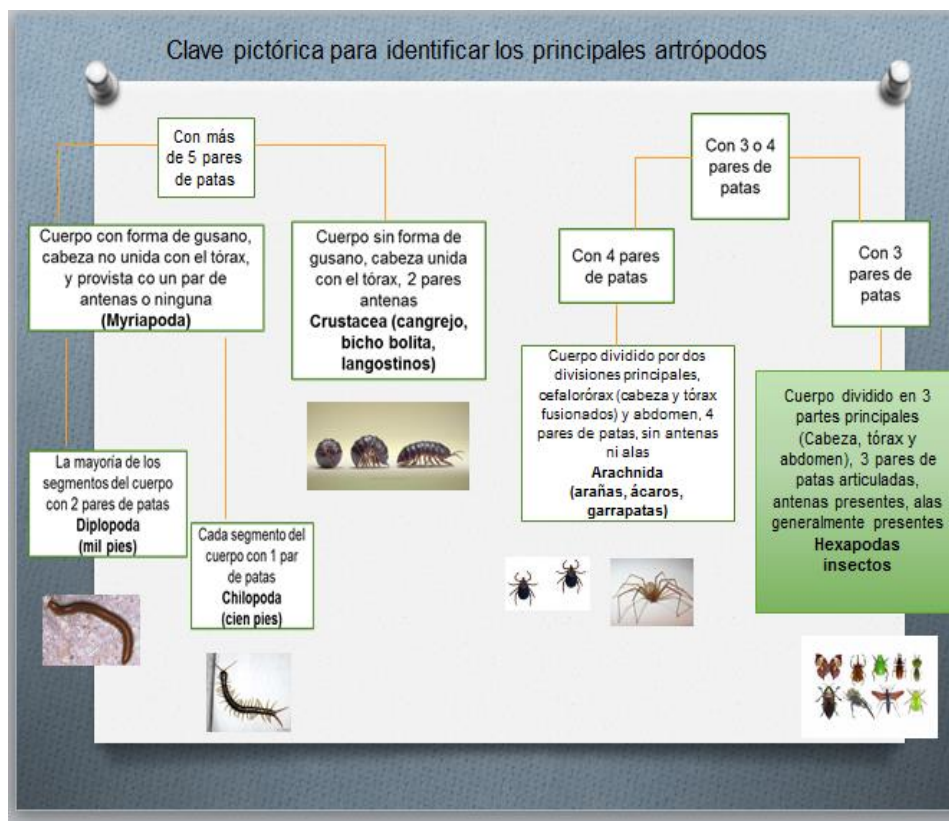 Clave pictórica para identificar los principales artrópodos
Con más
de 5 pares
de patas
Cuerpo con forma de gusano,
cabeza no unida con el tórax,
y provista co un par de
antenas o ninguna
(Myriapoda)
Cuerpo sin forma de
gusano, cabeza unida
con el tórax, 2 pares
antenas
Crustacea (cangrejo,
bicho bolita,
langostinos)
La mayoría de los
segmentos del cuerpo
con 2 pares de patas
Diplopoda
(mil pies)
Cada segmento del
cuerpo con 1 par
de patas
Chilopoda
(cien pies)
Con 3 o 4
pares de
patas
Con 4 pares
de patas
Con 3
pares de
patas
Cuerpo dividido por dos
divisiones principales,
cefalorórax (cabeza y tórax
fusionados) y abdomen, 4
pares de patas, sin antenas
ni alas
Arachnida
(arañas, ácaros,
garrapatas)
Cuerpo dividido en 3
partes principales
(Cabeza, tórax y
abdomen), 3 pares de
patas articuladas,
antenas presentes, alas
generalmente presentes
Hexapodas
insectos